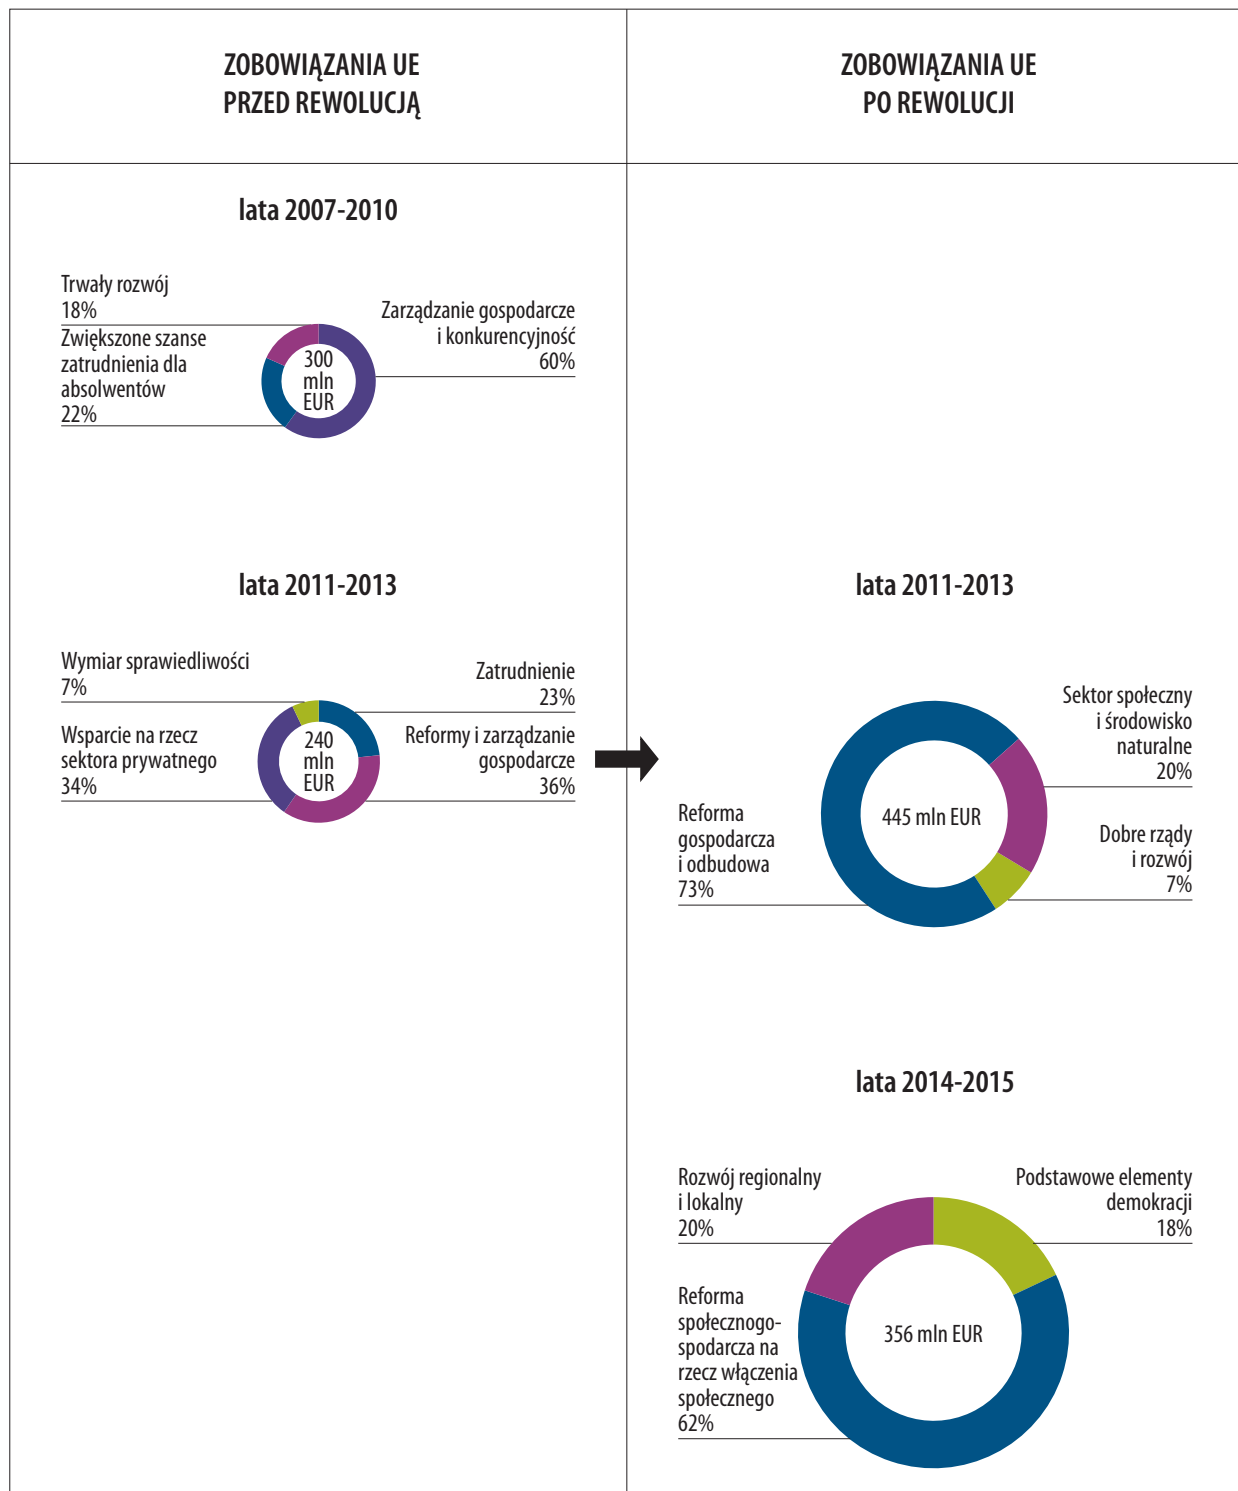 ZOBOWIĄZANIA UE
PRZED REWOLUCJĄ
ZOBOWIĄZANIA UE
PO REWOLUCJI
lata 2007-2010
Trwały rozwój
18%
Zwiększone szanse
zatrudnienia dla
absolwentów
22%
300
mln
EUR
Zarządzanie gospodarcze
i konkurencyjność
60%
lata 2011-2013
Wymiar sprawiedliwości
7%
Wsparcie na rzecz
sektora prywatnego
34%
240
mln
EUR
Zatrudnienie
23%
Reformy i zarządzanie
gospodarcze
36%
lata 2011-2013
Reforma
gospodarcza
i odbudowa
73%
445 mln EUR
Sektor społeczny
i środowisko
naturalne
20%
Dobre rządy
i rozwój
7%
lata 2014-2015
Rozwój regionalny
i lokalny
20%
Reforma
społecznogo-
spodarcza na
rzecz włączenia
społecznego
62%
356 mln EUR
Podstawowe elementy
demokracji
18%